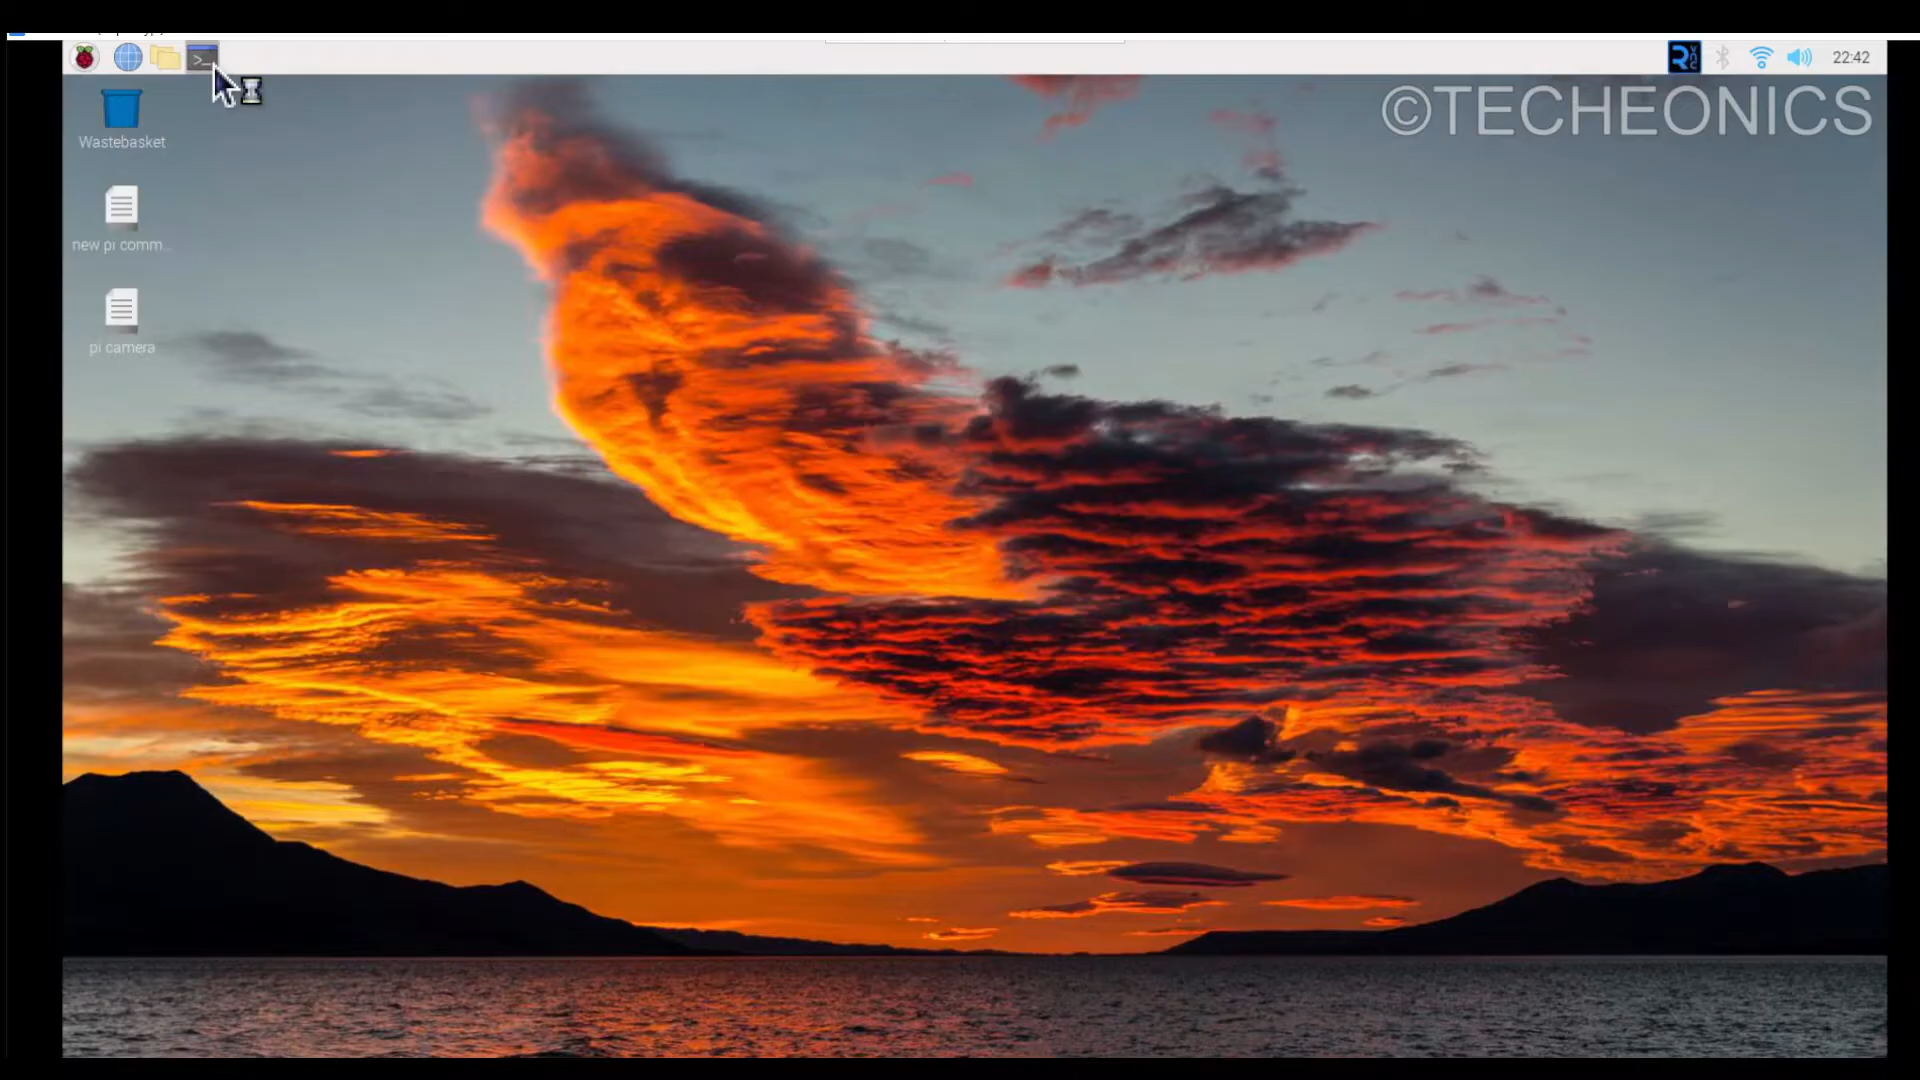 >_
22:42
©TECHEONICS
Wastebasket
new pi comm...
pi camera